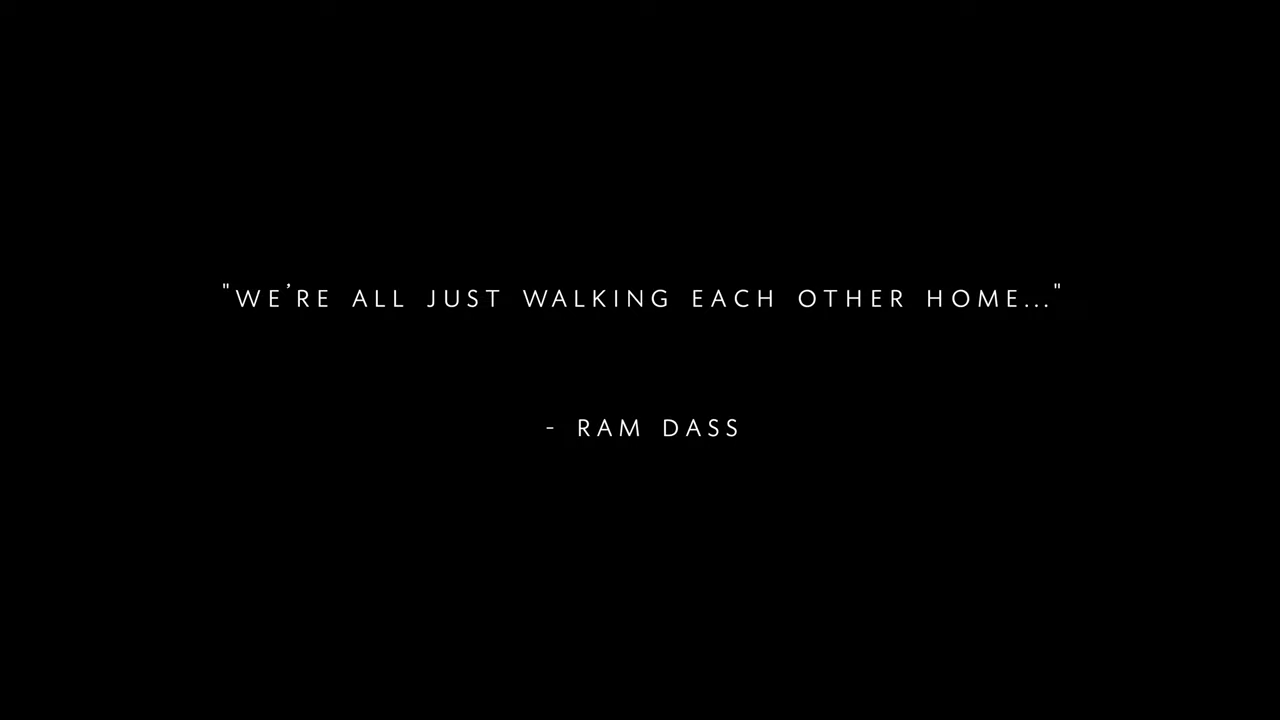 "WE’RE ALL JUST WALKING EACH OTHER HOME..."
- RAM DASS